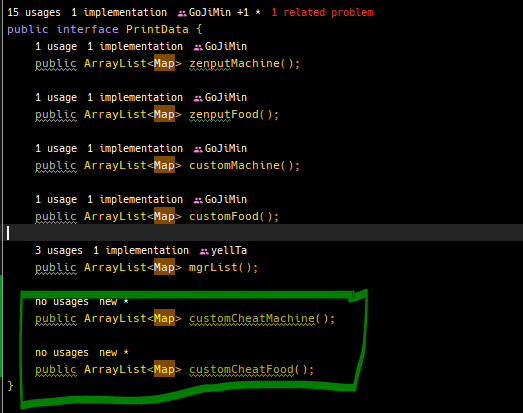 15 usages 1 implementation GoJiMin +1 * 1 related problem
public interface PrintData {
1 usage 1 implementation GoJiMin
public ArrayList<Map> zenputMachine();
1 usage 1 implementation GoJiMin
public ArrayList<Map> zenputFood();
1 usage 1 implementation GoJiMin
public ArrayList<Map> customMachine();
1 usage 1 implementation GoJiMin
public ArrayList<Map> customFood();
3 usages 1 implementation yellTa
public ArrayList<Map> mgrList();
no usages new *
public ArrayList<Map> customCheatMachine();
no usages new *
public ArrayList<Map> customCheatFood();
}